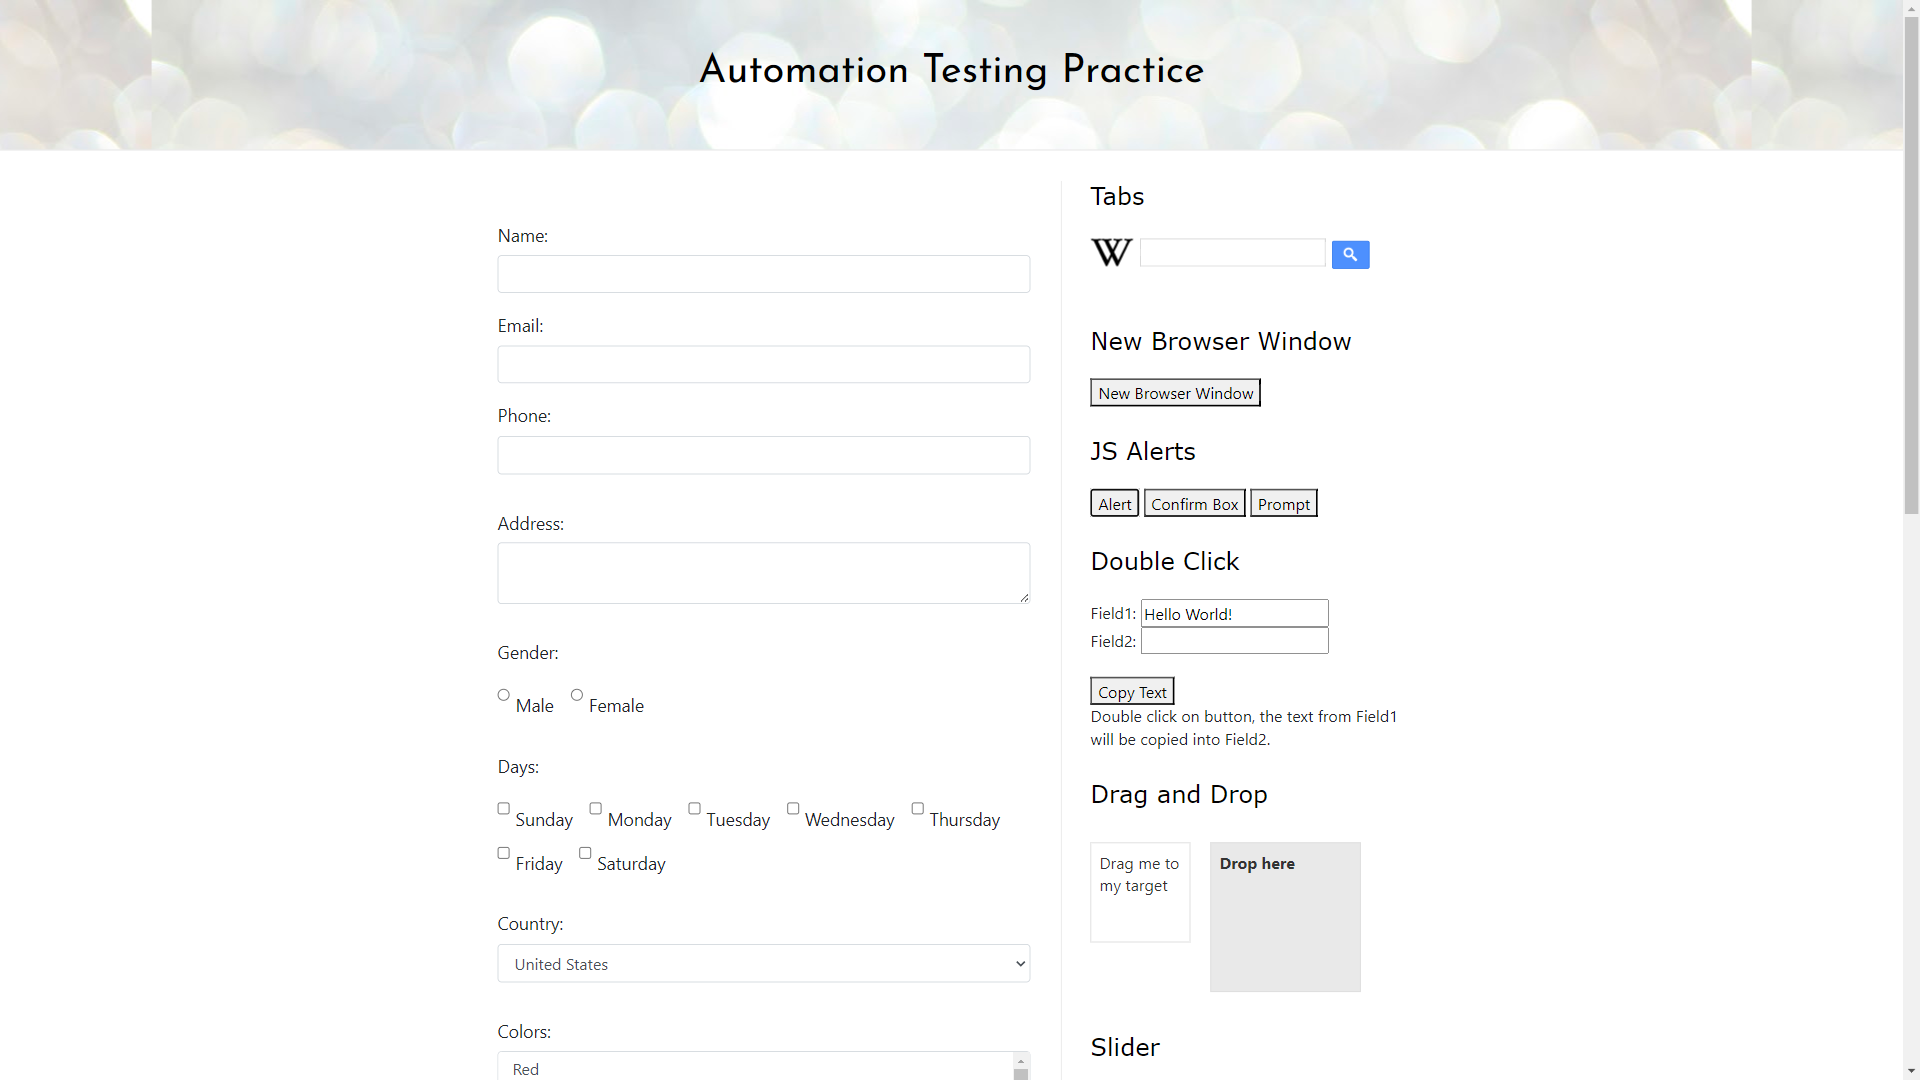 Automation Testing Practice
Name:
Email:
Phone:
Address:
Gender:
Male Female
Days:
Sunday Monday Tuesday Wednesday Thursday
Friday Saturday
Country:
United States
Colors:
Red
Tabs
W
New Browser Window
New Browser Window
JS Alerts
Alert Confirm Box Prompt
Double Click
Field1: Hello World!
Field2:
Copy Text
Double click on button, the text from Field1
will be copied into Field2.
Drag and Drop
Drag me to
my target
Drop here
Slider